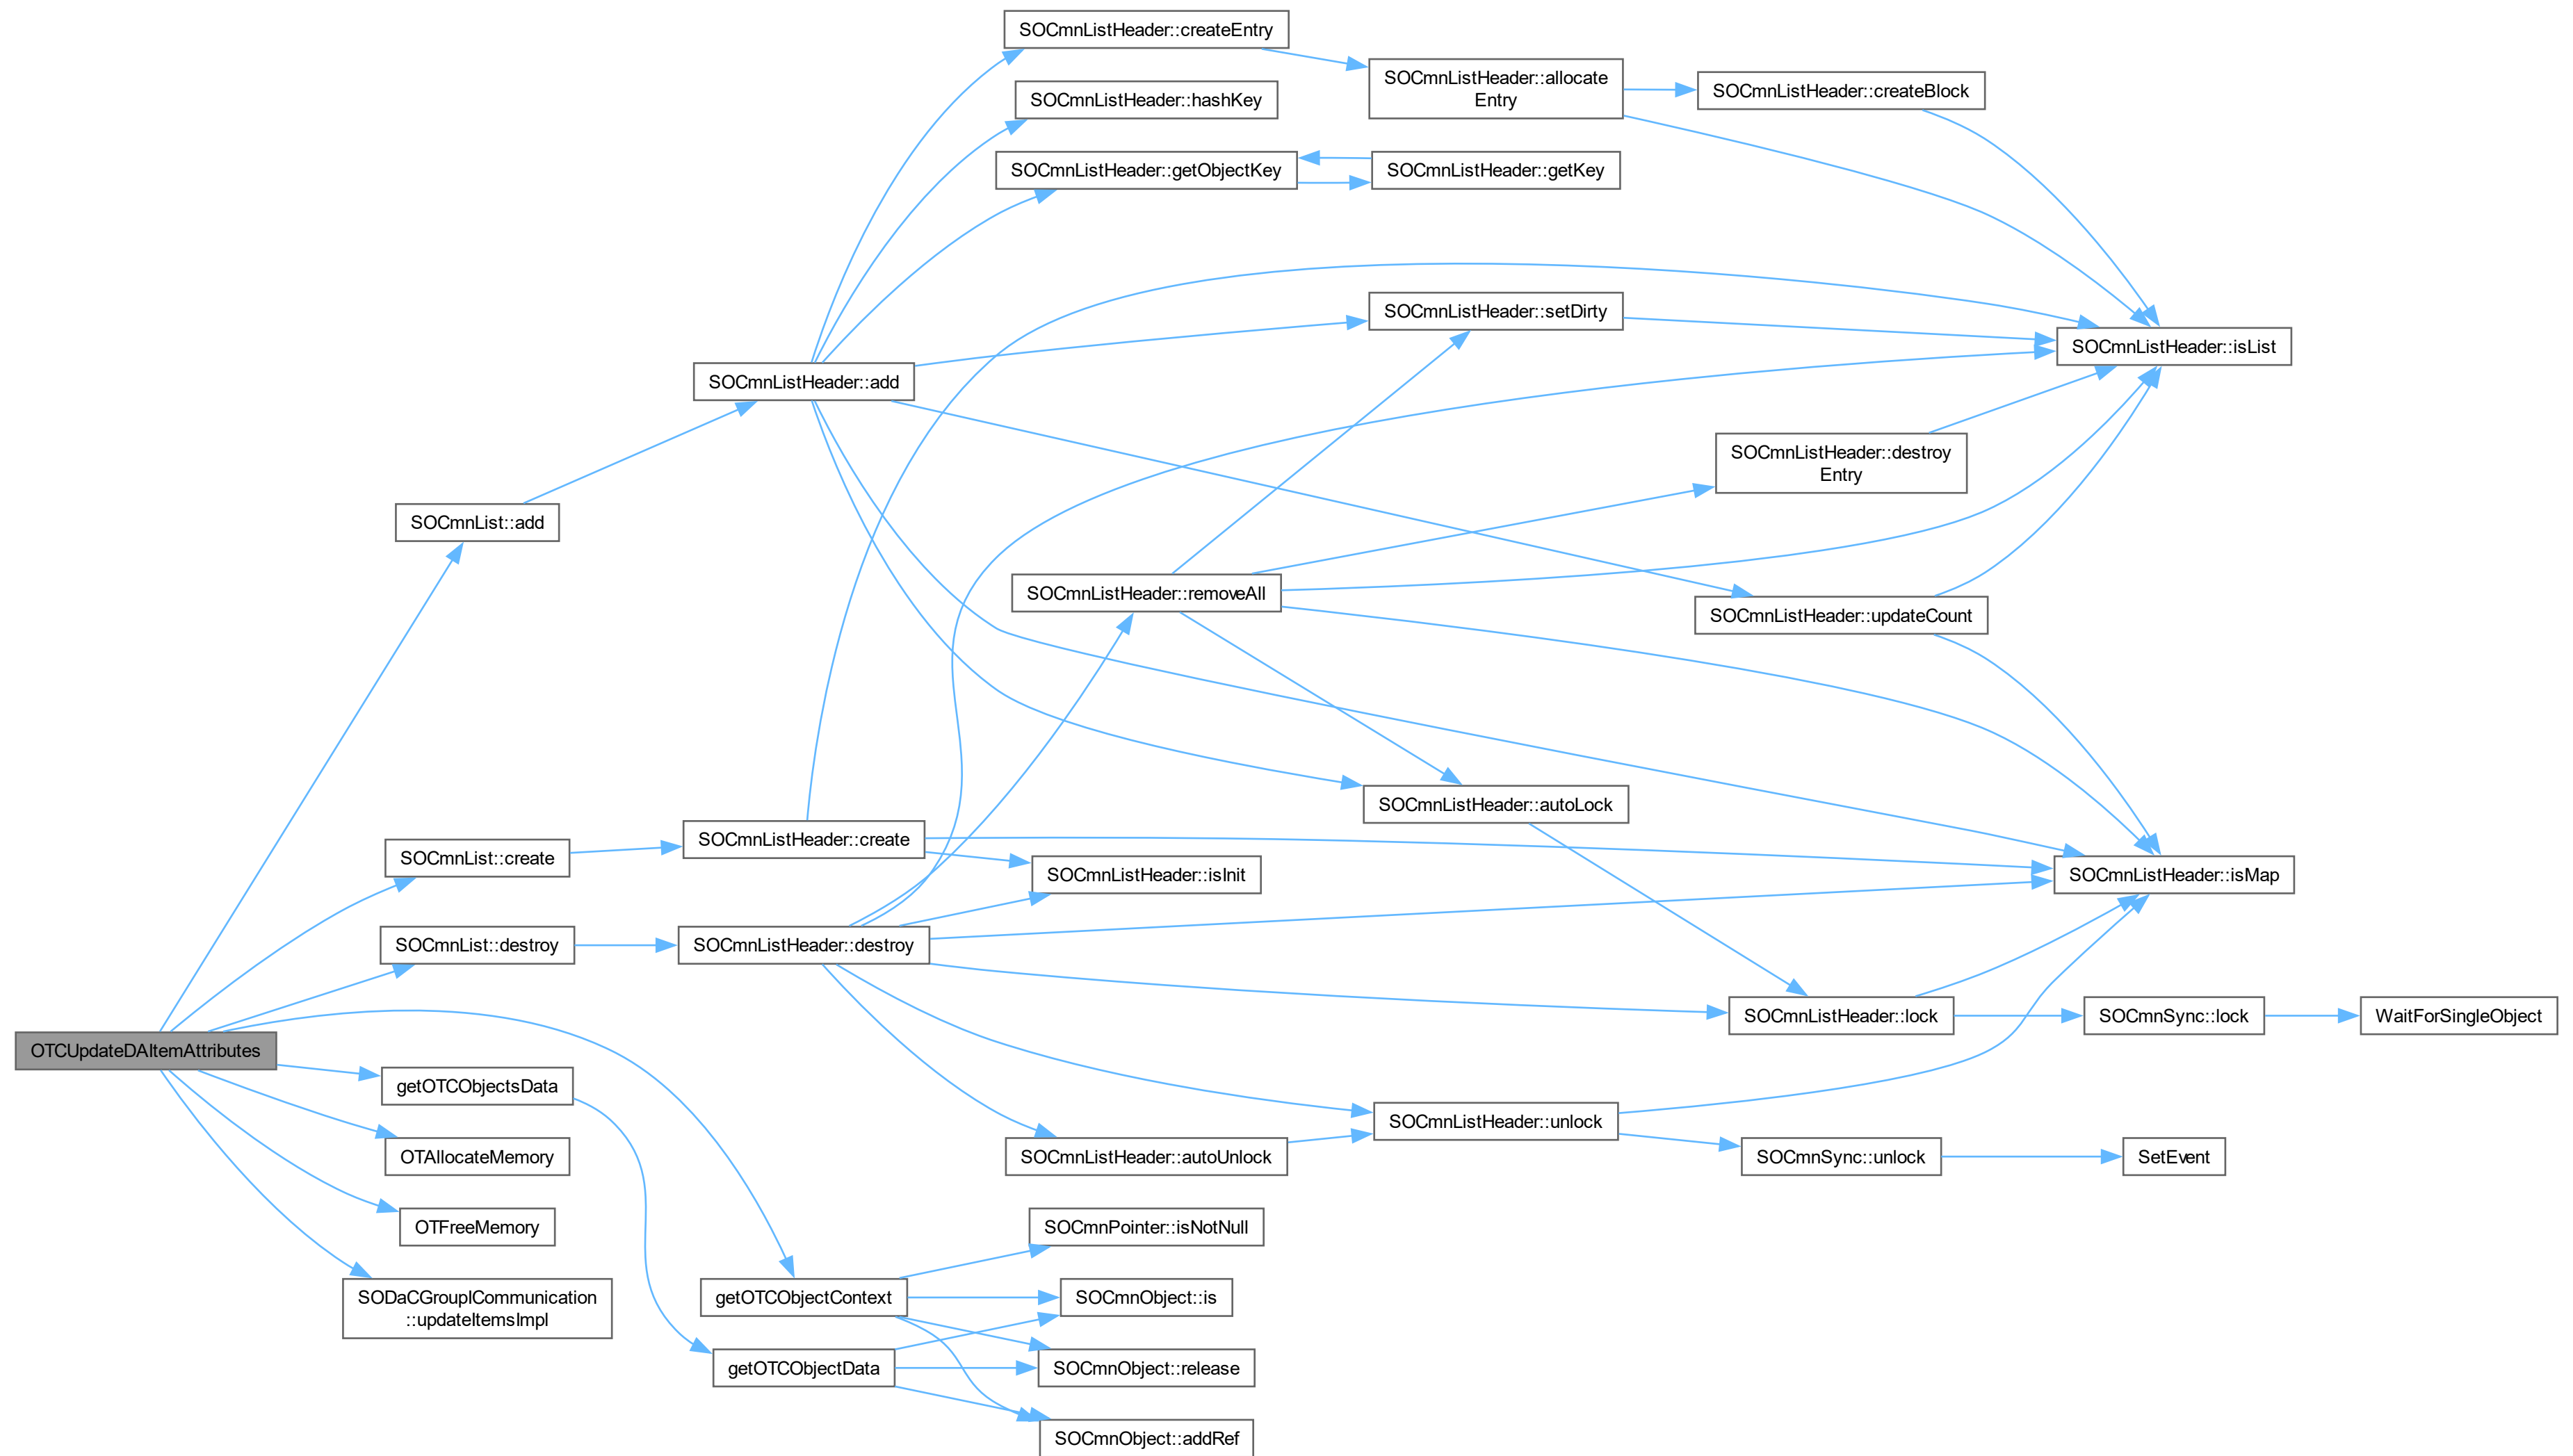 SOCmnListHeader::createEntry
SOCmnListHeader::allocate
Entry
SOCmnListHeader::createBlock
SOCmnListHeader::hashKey
SOCmnListHeader::getObjectKey
SOCmnListHeader::getKey
SOCmnListHeader::setDirty
SOCmnListHeader::isList
SOCmnListHeader::add
SOCmnListHeader::destroy
Entry
SOCmnList::add
SOCmnListHeader::removeAll
SOCmnListHeader::updateCount
SOCmnListHeader::autoLock
SOCmnListHeader::create
SOCmnList::create
SOCmnListHeader::isInit
SOCmnListHeader::isMap
SOCmnList::destroy
SOCmnListHeader::destroy
SOCmnListHeader::lock
SOCmnSync::lock
WaitForSingleObject
OTCUpdateDAItemAttributes
getOTCObjectsData
SOCmnListHeader::unlock
OTAllocateMemory
SOCmnListHeader::autoUnlock
SOCmnSync::unlock
SetEvent
OTFreeMemory
SOCmnPointer::isNotNull
SODaCGroupICommunication
::updateItemsImpl
getOTCObjectContext
SOCmnObject::is
getOTCObjectData
SOCmnObject::release
SOCmnObject::addRef